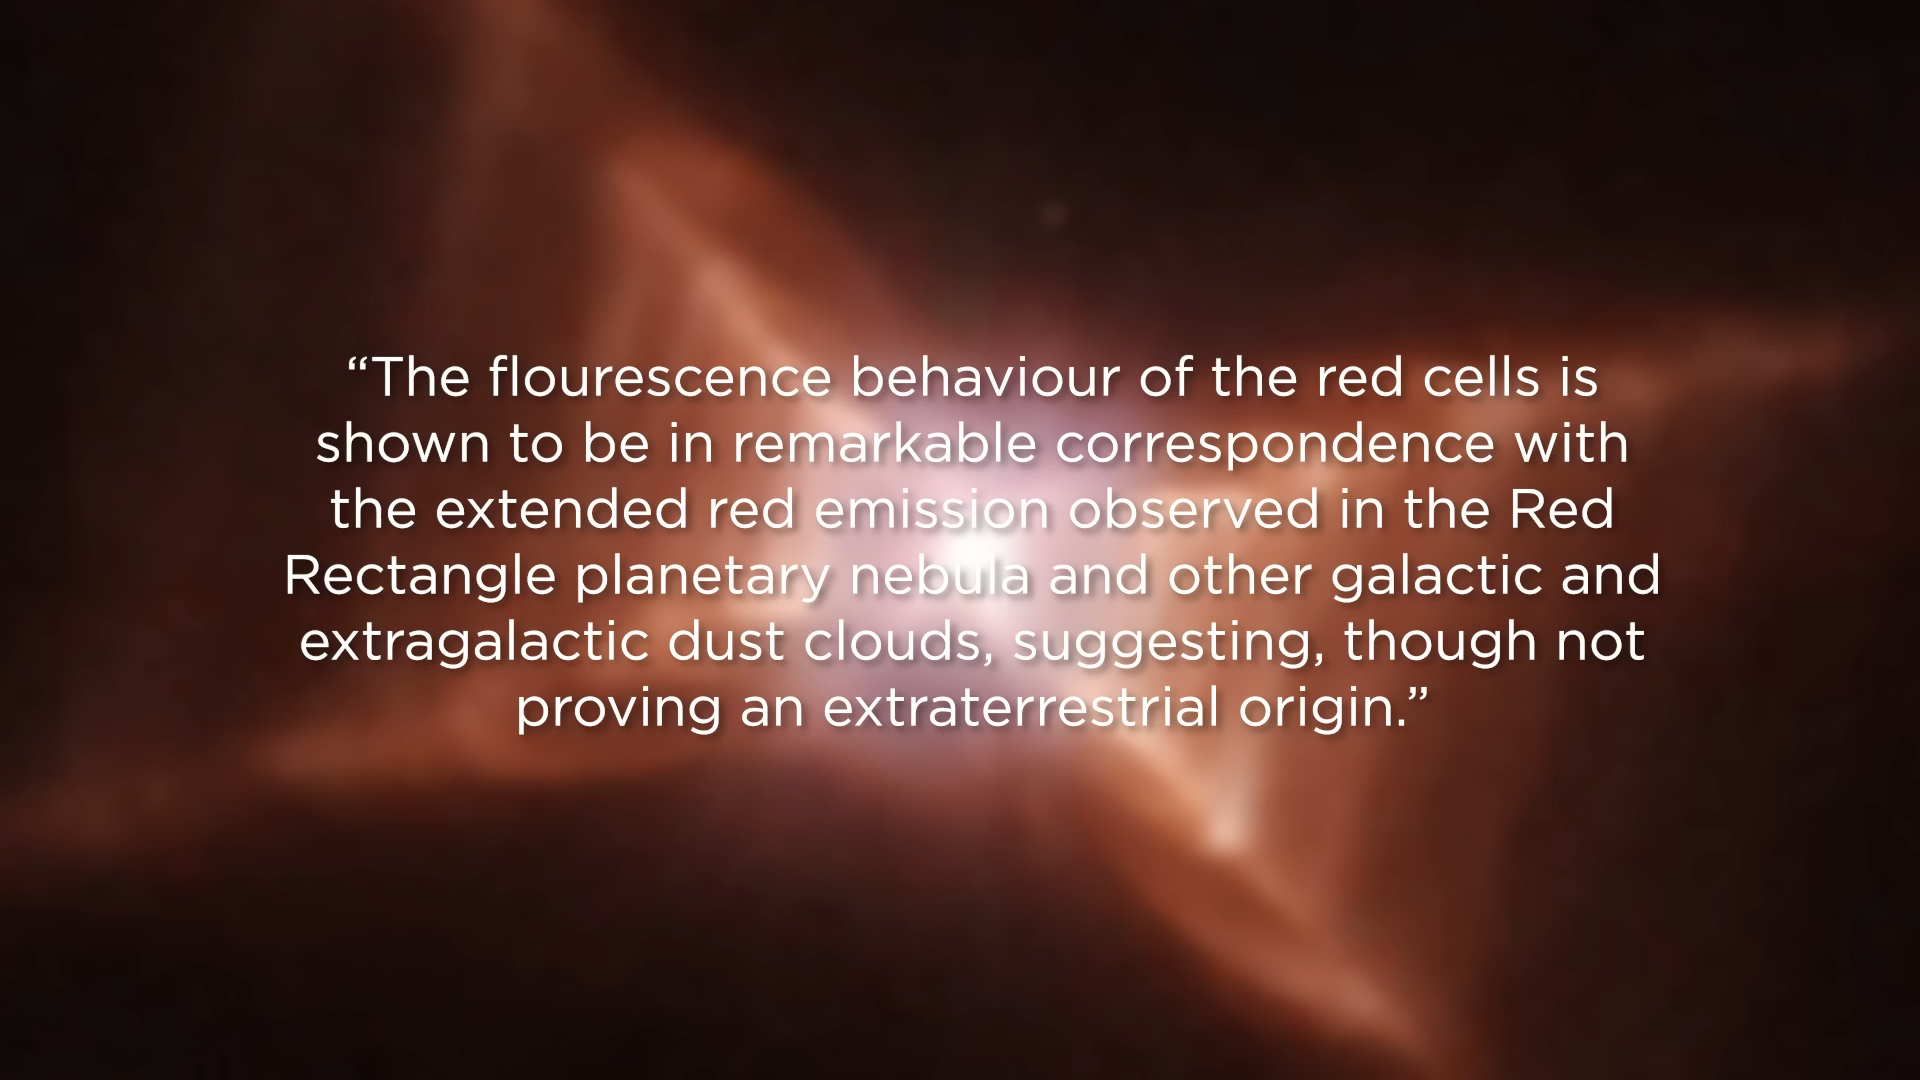 “The flourescence behaviour of the red cells is
shown to be in remarkable correspondence with
the extended red emission observed in the Red
Rectangle planetary nebula and other galactic and
extragalactic dust clouds, suggesting, though not
proving an extraterrestrial origin.”